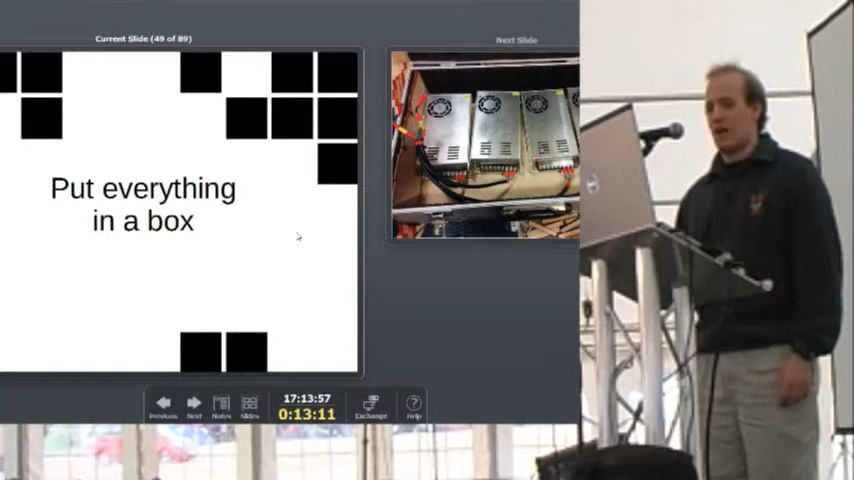 Current Slide (49 of 89)
Next Slide
Put everything
in a box
Previous
Next
Notes
Slides
17:13:57
0:13:11
Exchange
Help